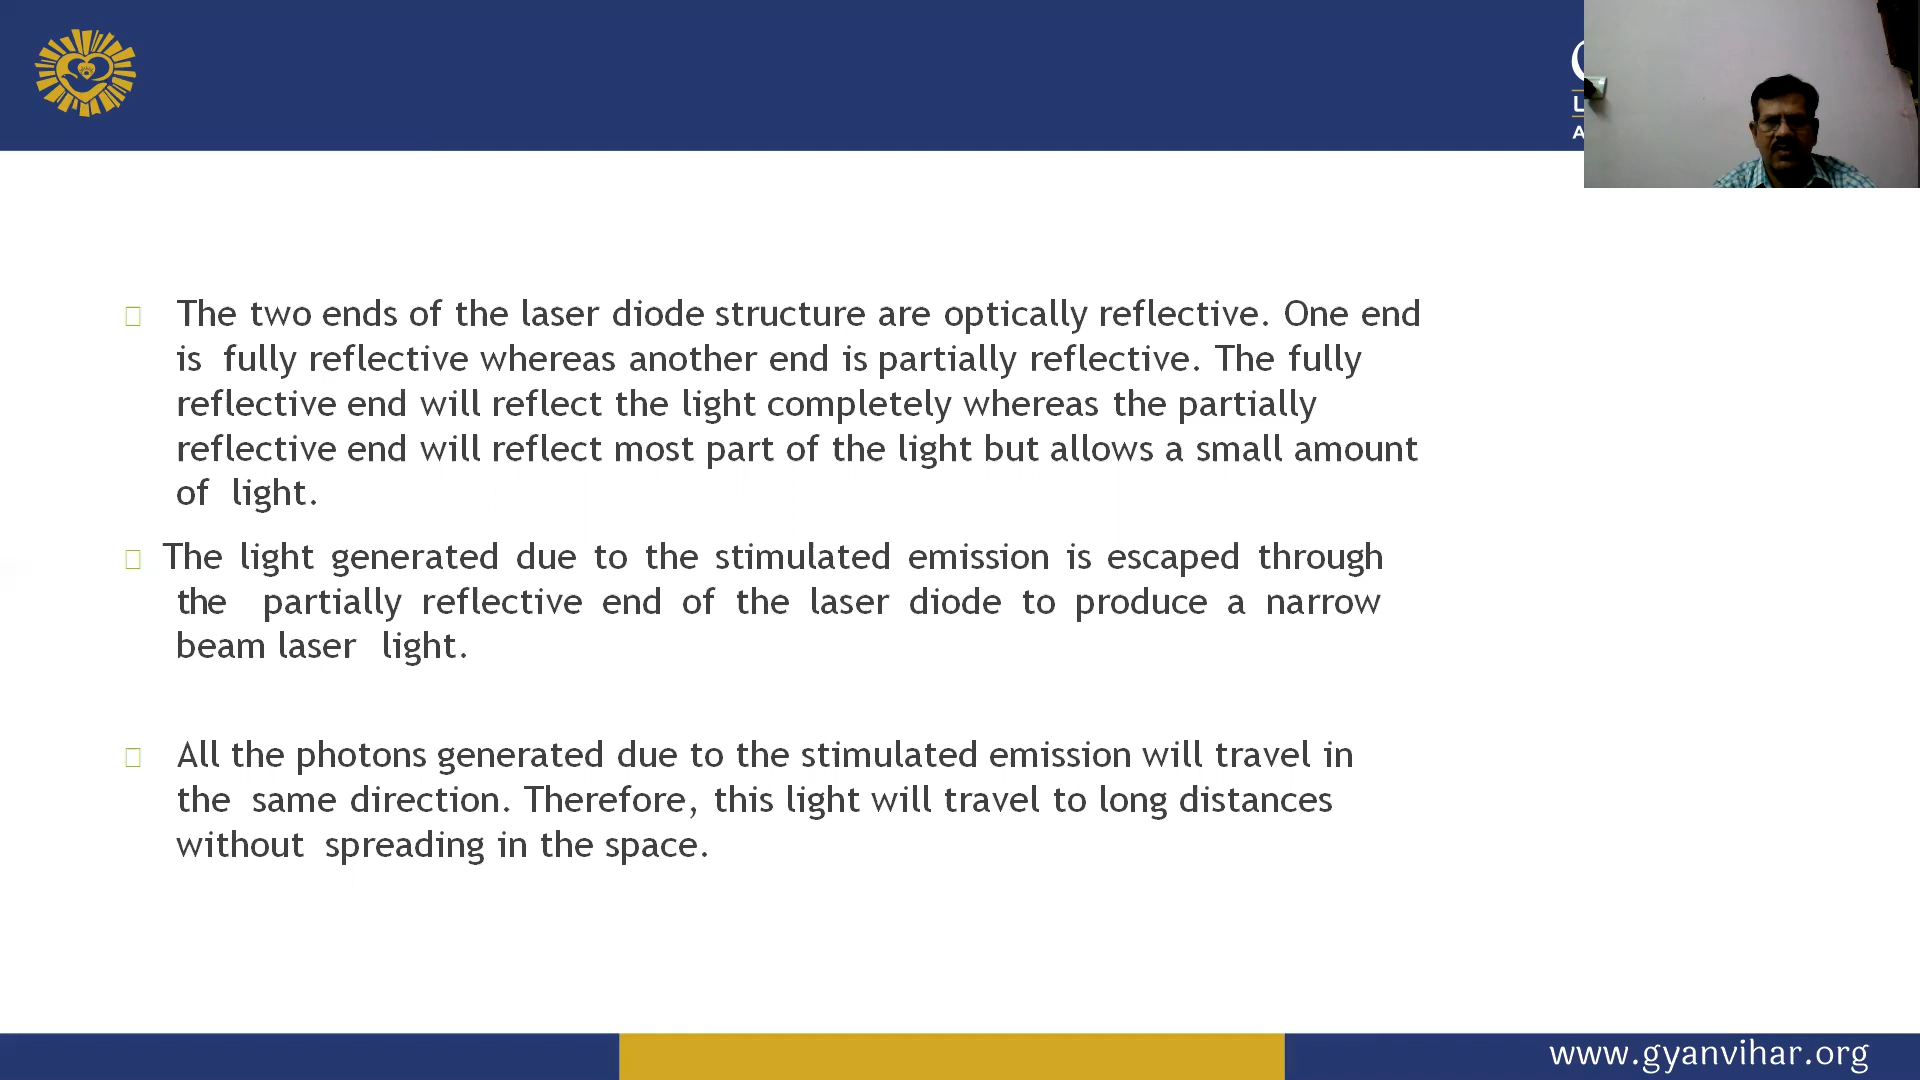 The two ends of the laser diode structure are optically reflective. One end
is fully reflective whereas another end is partially reflective. The fully
reflective end will reflect the light completely whereas the partially
reflective end will reflect most part of the light but allows a small amount
of light.
The light generated due to the stimulated emission is escaped through
the partially reflective end of the laser diode to produce a narrow
beam laser light.
All the photons generated due to the stimulated emission will travel in
the same direction. Therefore, this light will travel to long distances
without spreading in the space.
www.gyanvihar.org